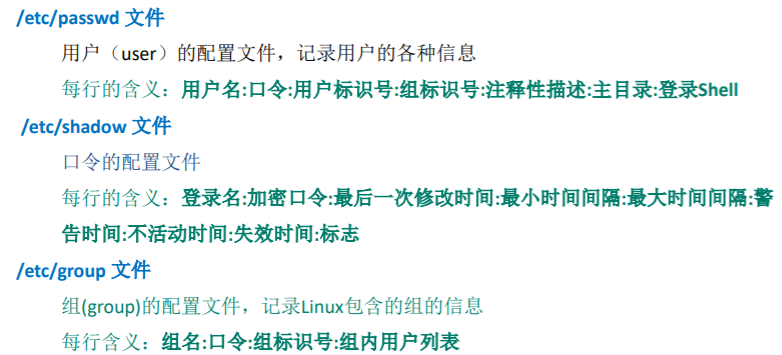 /etc/passwd 文件
用户（user）的配置文件，记录用户的各种信息
每行的含义：用户名:口令:用户标识号:组标识号:注释性描述:主目录:登录Shell
/etc/shadow 文件
口令的配置文件
每行的含义：登录名:加密口令:最后一次修改时间:最小时间间隔:最大时间间隔:警
告时间:不活动时间:失效时间:标志
/etc/group 文件
组(group)的配置文件，记录Linux包含的组的信息
每行含义：组名:口令:组标识号:组内用户列表